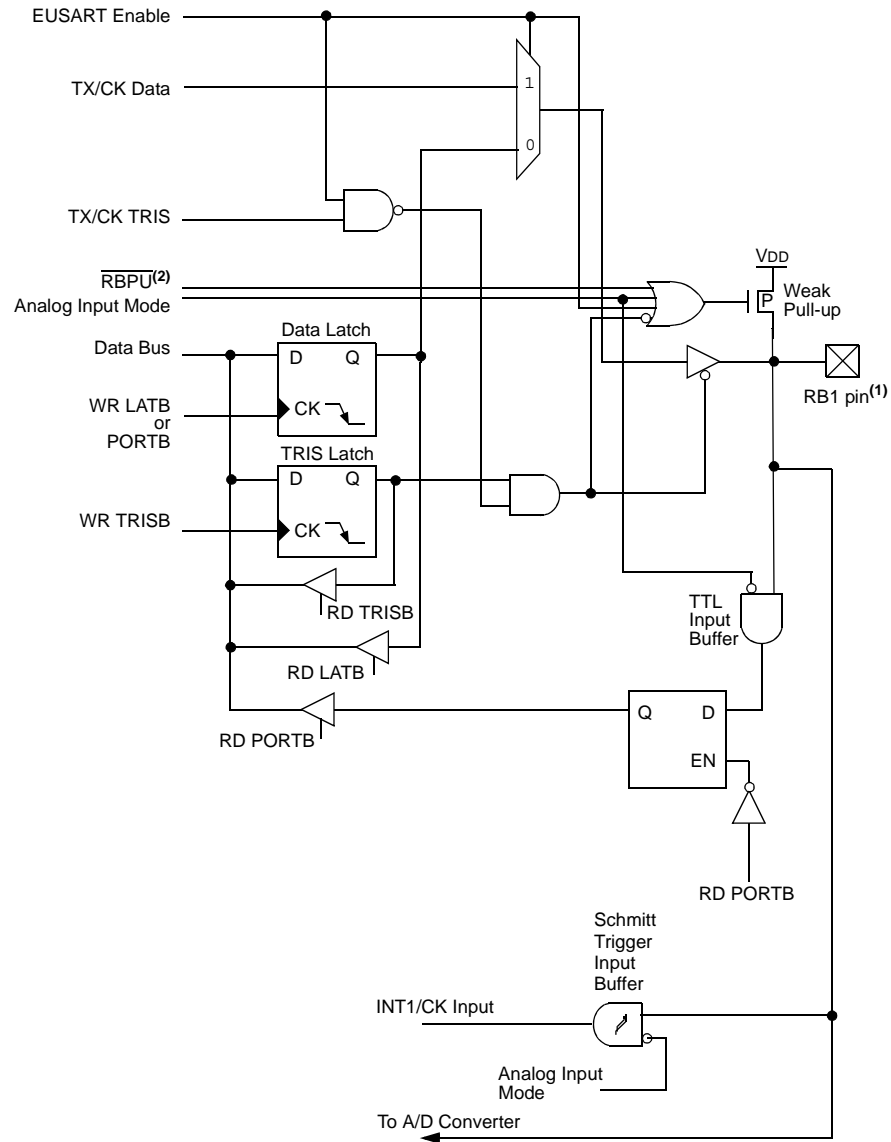 EUSART Enable
TX/CK Data
1
0
TX/CK TRIS
RBPU(2)
Analog Input Mode
VDD
P
Weak
Pull-up
Data Bus
Data Latch
D Q
CK
WR LATB
or
PORTB
RB1 pin(1)
TRIS Latch
D Q
CK
WR TRISB
RD TRISB
TTL
Input
Buffer
RD LATB
Q D
EN
RD PORTB
RD PORTB
Schmitt
Trigger
Input
Buffer
INT1/CK Input
Analog Input
Mode
To A/D Converter